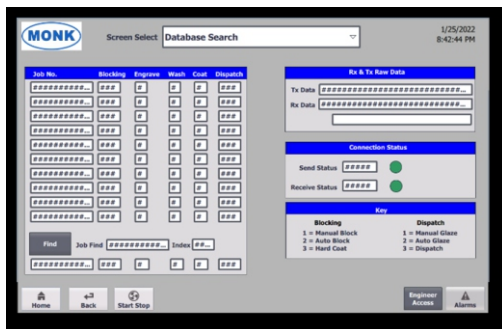 MONK
Screen Select Database Search
1/25/2022
8:42:44 PM
Job No. Blocking Engrave Wash Coat Dispatch
########## ... ### # # # ###
########## ... ### # # # ###
########## ... ### # # # ###
########## ... ### # # # ###
########## ... ### # # # ###
########## ... ### # # # ###
########## ... ### # # # ###
########## ... ### # # # ###
########## ... ### # # # ###
########## ... ### # # # ###
Find Job Find ########## ... Index ## ...
########## ... ### # # # ###
Rx & Tx Raw Data
Tx Data ########################## ...
Rx Data ########################## ...
Connection Status
Send Status #####
Receive Status #####
Key
Blocking Dispatch
1 = Manual Block 1 = Manual Glaze
2 = Auto Block 2 = Auto Glaze
3 = Hard Coat 3 = Dispatch
Home Back Start Stop Engineer Access Alarms